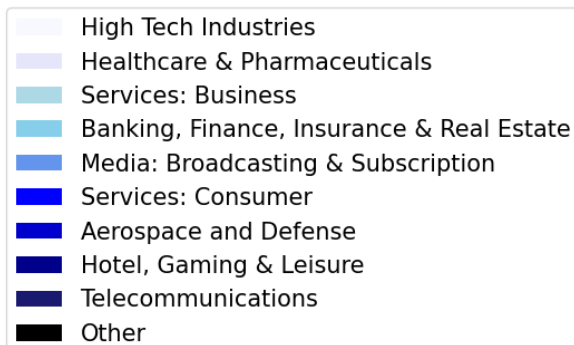 High Tech Industries
Healthcare & Pharmaceuticals
Services: Business
Banking, Finance, Insurance & Real Estate
Media: Broadcasting & Subscription
Services: Consumer
Aerospace and Defense
Hotel, Gaming & Leisure
Telecommunications
Other